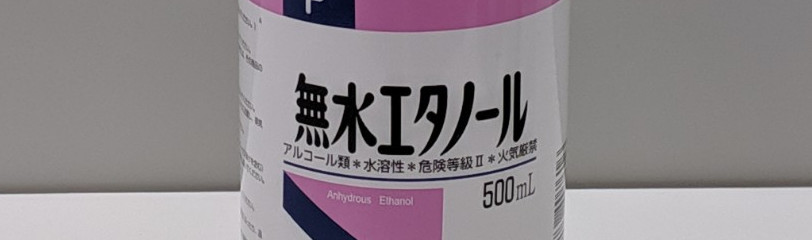 P
無水エタノール
アルコール類＊水溶性＊危険等級Ⅱ＊火気厳禁
500mL
Anhydrous Ethanol